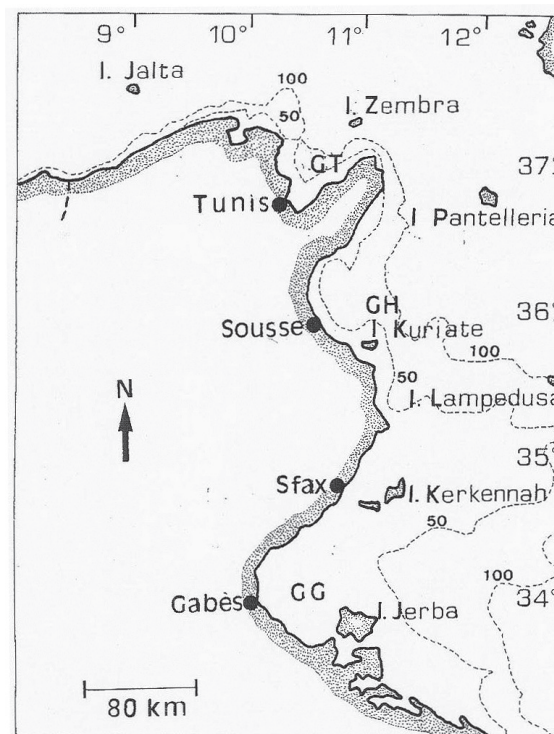 9° 10° 11° 12°
I. Jalta
100
50
I. Zembra
GT
37°
Tunis
I Pantelleria
36°
GH
Sousse
I Kuriate
100
N
50
I. Lampedusa
35°
Sfax
I. Kerkennah
50
100
34°
GG
Gabès
I. Jerba
80 km